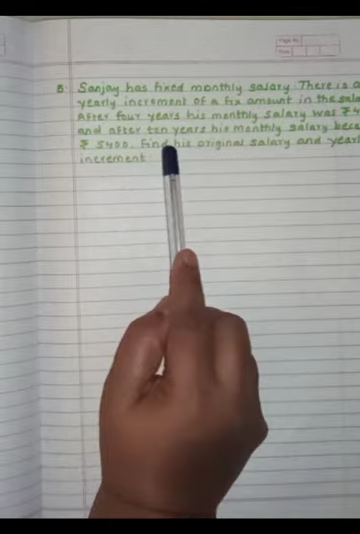 8. Sanjay has fixed monthly salary. There is a
yearly increment of a fix amount in the
After four years his monthly salary was ₹ 4
and after ten years his monthly salary
₹ 5400. Find his original salary and
increment